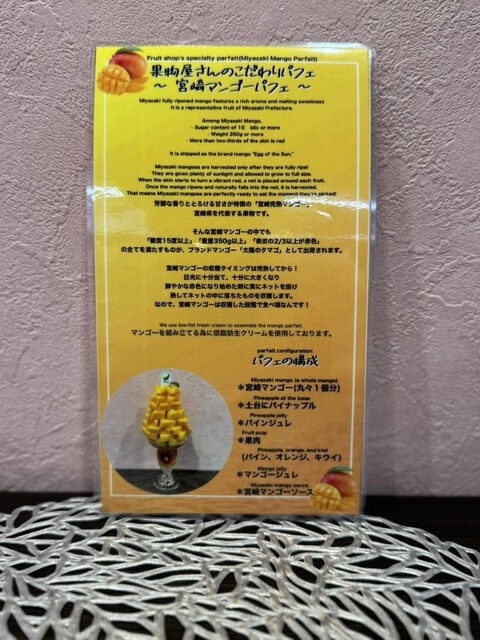 Fruit shop's specialty parfait(Miyazaki Mango Parfait)
果物屋さんのこだわりパフェ
～ 宮崎マンゴーパフェ ～
Miyazaki fully ripened mango features a rich aroma and melting sweetness
It is a representative fruit of Miyazaki Prefecture.
Among Miyazaki Mango,
- Sugar content of 15° blix or more
- Weight 350g or more
- More than two-thirds of the skin is red
It is shipped as the brand mango "Egg of the Sun."
Miyazaki mangoes are harvested only after they are fully ripe!
They are given plenty of sunlight and allowed to grow to full size.
When the skin starts to turn a vibrant red, a net is placed around each fruit.
Once the mango ripens and naturally falls into the net, it is harvested.
That means Miyazaki mangoes are perfectly ready to eat the moment they're picked!
芳醇な香りととろける甘さが特徴の「宮崎完熟マンゴー」
宮崎県を代表する果物です。
そんな宮崎マンゴーの中でも
「糖度15度以上」「重量350g以上」「表皮の2/3以上が赤色」
の全てを満たすものが、ブランドマンゴー「太陽のタマゴ」として出荷されます。
宮崎マンゴーの収穫タイミングは完熟してから！
日光に十分当て、十分に大きくなり
鮮やかな赤色になり始めた時に実にネットを掛け
熟してネットの中に落ちたものを収穫します。
なので、宮崎マンゴーは収穫した段階で食べ頃なんです！
We use low-fat fresh cream to assemble the mango parfait.
マンゴーを組み立てる為に低脂肪生クリームを使用しております。
parfait configuration
パフェの構成
Miyazaki mango (a whole mango)
＊宮崎マンゴー(丸々１個分)
Pineapple at the base
＊土台にパイナップル
Pineapple jelly
＊パインジュレ
Fruit pulp
＊果肉
Pineapple, orange, and kiwi
(パイン、オレンジ、キウイ)
Mango jelly
＊マンゴージュレ
Miyazaki mango sauce
＊宮崎マンゴーソース